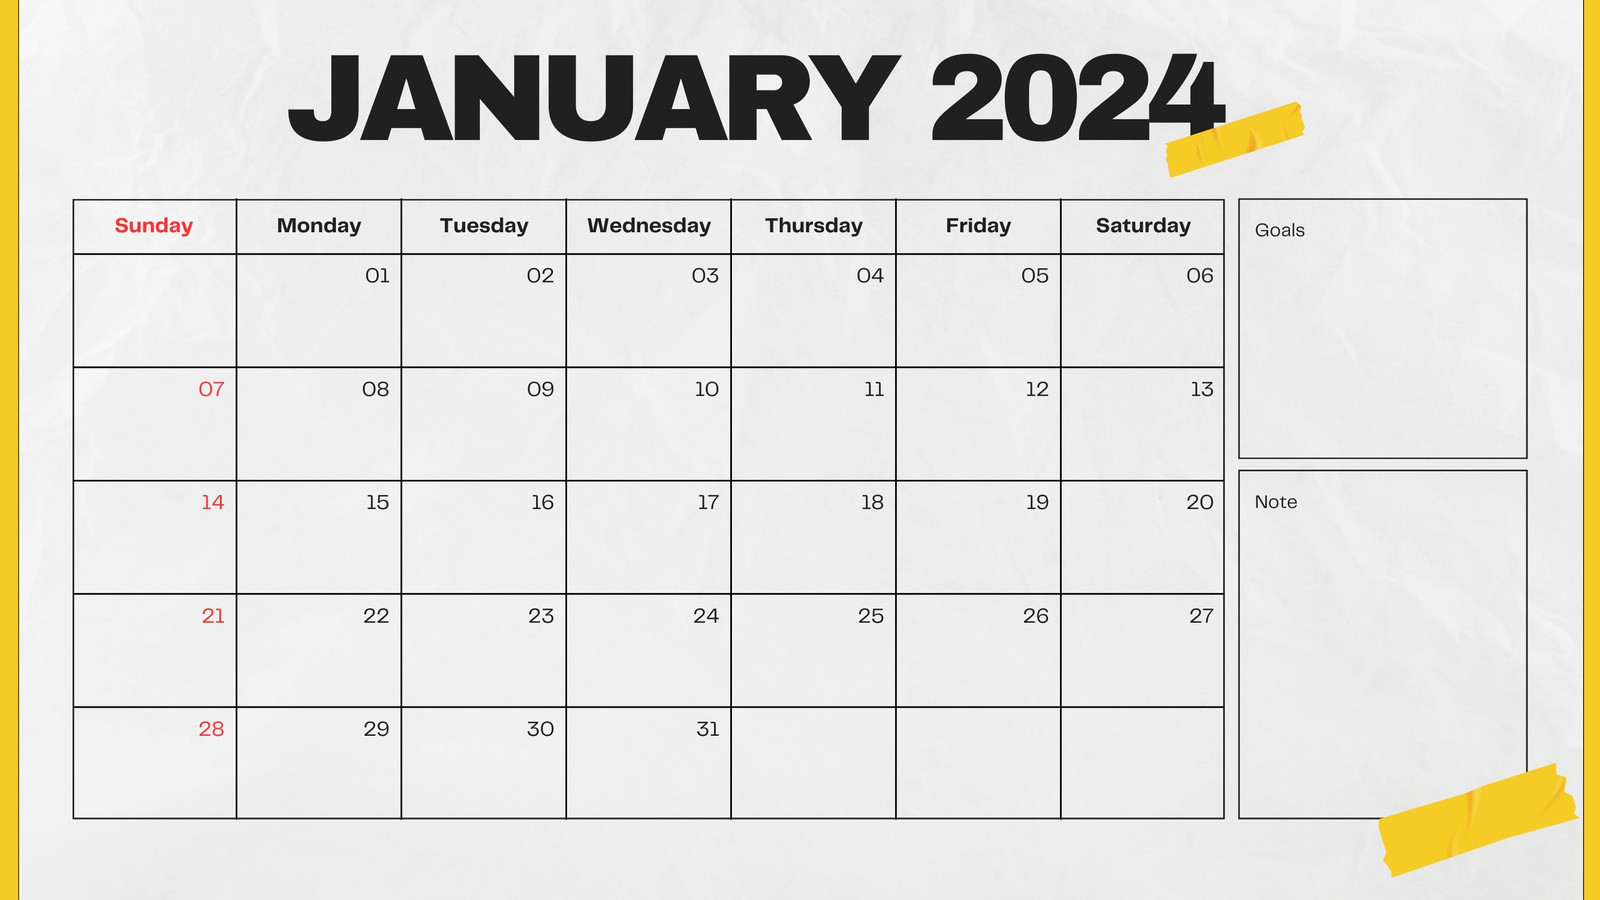 JANUARY 2024
Sunday Monday Tuesday Wednesday Thursday Friday Saturday
01 02 03 04 05 06
07 08 09 10 11 12 13
14 15 16 17 18 19 20
21 22 23 24 25 26 27
28 29 30 31
Goals
Note